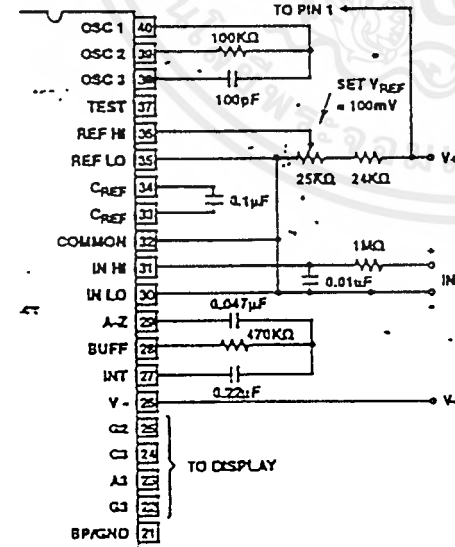 TO PIN 1
OSC 1 40
OSC 2 39
100KΩ
OSC 3 38
100pF
TEST 37
SET VREF
= 100mV
REF HI 36
REF LO 35
25KΩ 24KΩ
V+
CREF 34
0.1µF
CREF 33
COMMON 32
1MΩ
+
IN HI 31
0.01uF
IN
IN LO 30
-
0.047µF
A-Z 29
470KΩ
BUFF 28
INT 27
0.22uF
V - 26
V-
G2 25
C3 24
A3 23
TO DISPLAY
G3 22
BP/GND 21